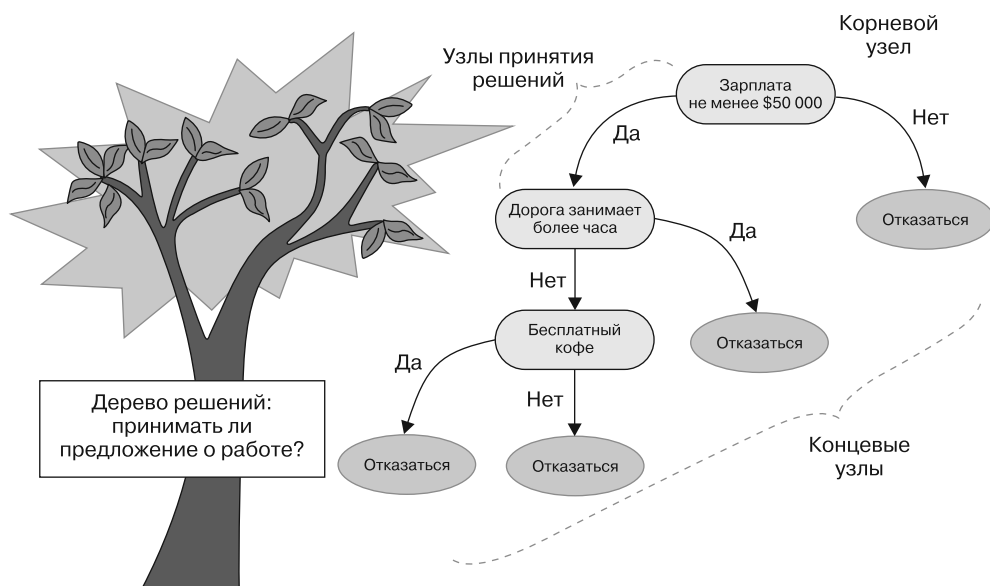 Корневой
узел
Узлы принятия
решений
Зарплата
не менее $50 000
Да
Нет
Дорога занимает
более часа
Отказаться
Да
Нет
Бесплатный
кофе
Отказаться
Да
Нет
Дерево решений:
принимать ли
предложение о работе?
Отказаться
Отказаться
Концевые
узлы